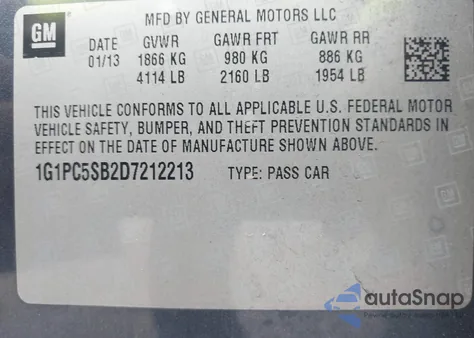 GM
MFD BY GENERAL MOTORS LLC
DATE GVWR GAWR FRT GAWR RR
01/13 1866 KG 980 KG 886 KG
4114 LB 2160 LB 1954 LB
THIS VEHICLE CONFORMS TO ALL APPLICABLE U.S. FEDERAL MOTOR
VEHICLE SAFETY, BUMPER, AND THEFT PREVENTION STANDARDS IN
EFFECT ON THE DATE OF MANUFACTURE SHOWN ABOVE.
1G1PC5SB2D7212213 TYPE: PASS CAR
autoSnap